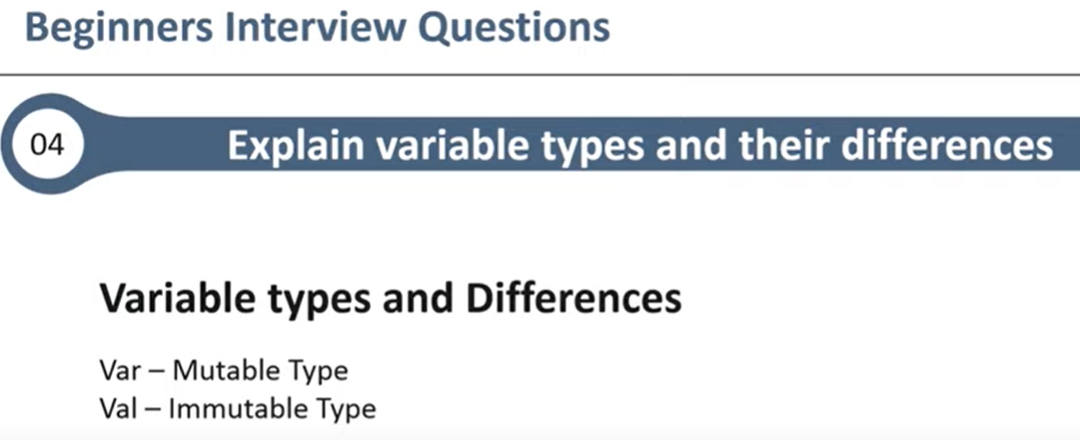 Beginners Interview Questions
04
Explain variable types and their differences
Variable types and Differences
Var – Mutable Type
Val – Immutable Type